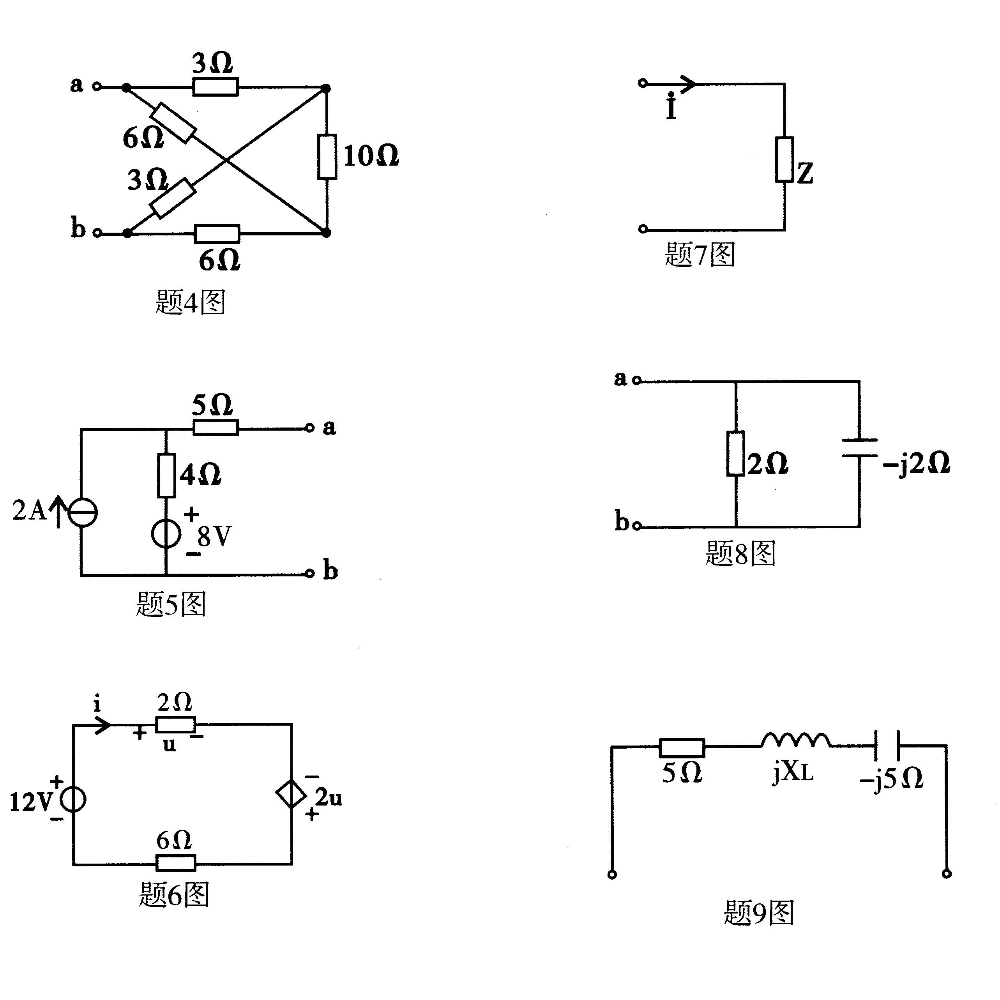 3Ω
a
6Ω
10Ω
3Ω
b
6Ω
题4图
İ
Z
题7图
5Ω
a
4Ω
2A
+
8V
−
b
题5图
a
2Ω
−j2Ω
b
题8图
i
2Ω
+ −
u
+
12V
−
−
2u
+
6Ω
题6图
5Ω
jXL
−j5Ω
题9图